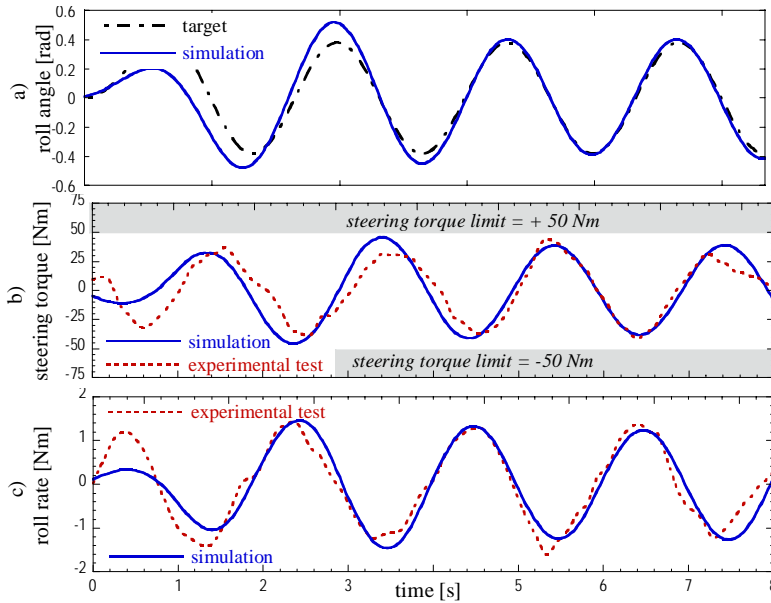 0.6
0.4
0.2
0
-0.2
-0.4
-0.6
a)
roll angle [rad]
target
simulation
75
50
25
0
-25
-50
-75
b)
steering torque [Nm]
steering torque limit = + 50 Nm
simulation
experimental test
steering torque limit = -50 Nm
2
1
0
-1
-2
c)
roll rate [Nm]
experimental test
simulation
0 1 2 3 4 5 6 7 8
time [s]